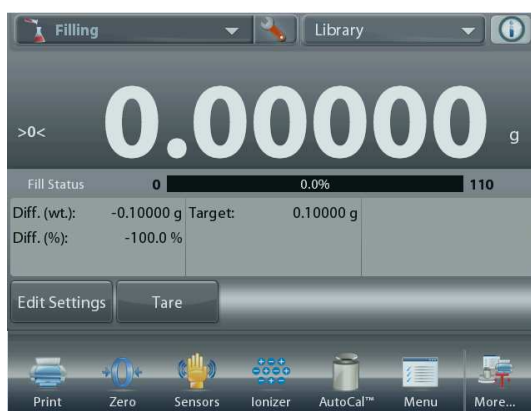 Filling Library
>0< 0.00000 g
Fill Status 0 0.0% 110
Diff. (wt.): -0.10000 g Target: 0.10000 g
Diff. (%): -100.0 %
Edit Settings Tare
Print Zero Sensors Ionizer AutoCal™ Menu More...